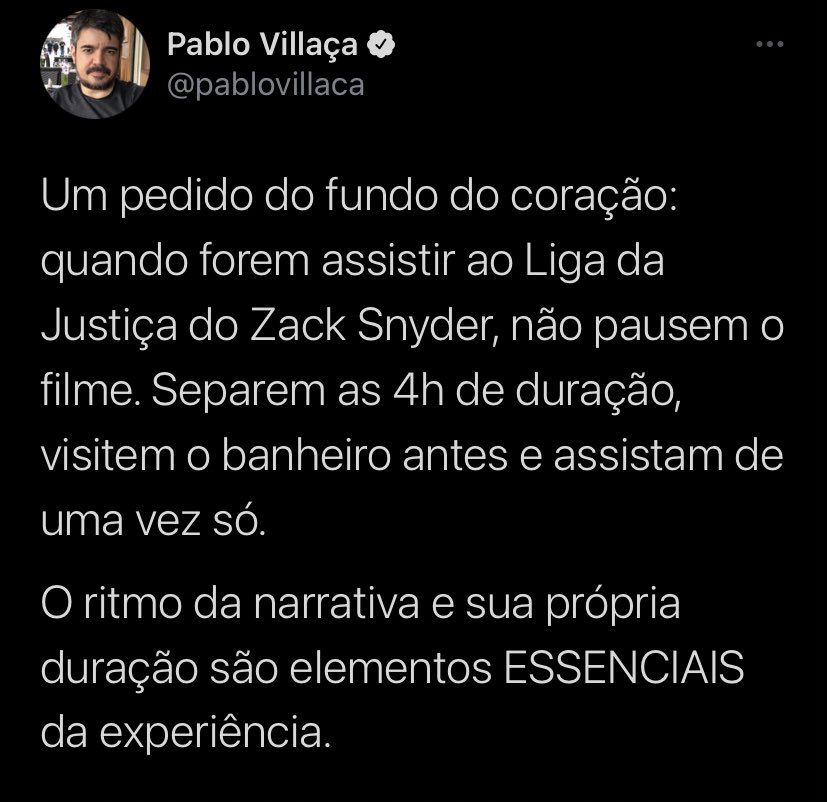 Pablo Villaça
@pablovillaca
Um pedido do fundo do coração:
quando forem assistir ao Liga da
Justiça do Zack Snyder, não pausem o
filme. Separem as 4h de duração,
visitem o banheiro antes e assistam de
uma vez só.
O ritmo da narrativa e sua própria
duração são elementos ESSENCIAIS
da experiência.